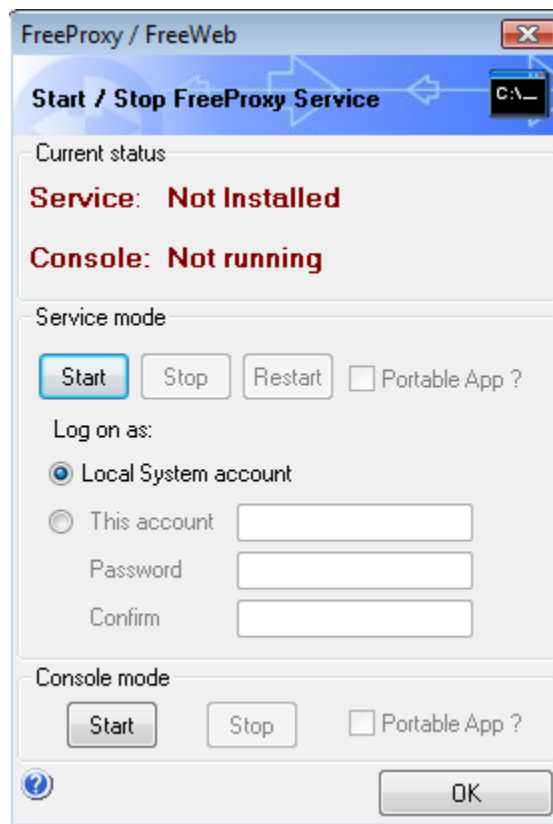 FreeProxy / FreeWeb
Start / Stop FreeProxy Service
C:\_
Current status
Service: Not Installed
Console: Not running
Service mode
Start Stop Restart Portable App ?
Log on as:
Local System account
This account
Password
Confirm
Console mode
Start Stop Portable App ?
OK